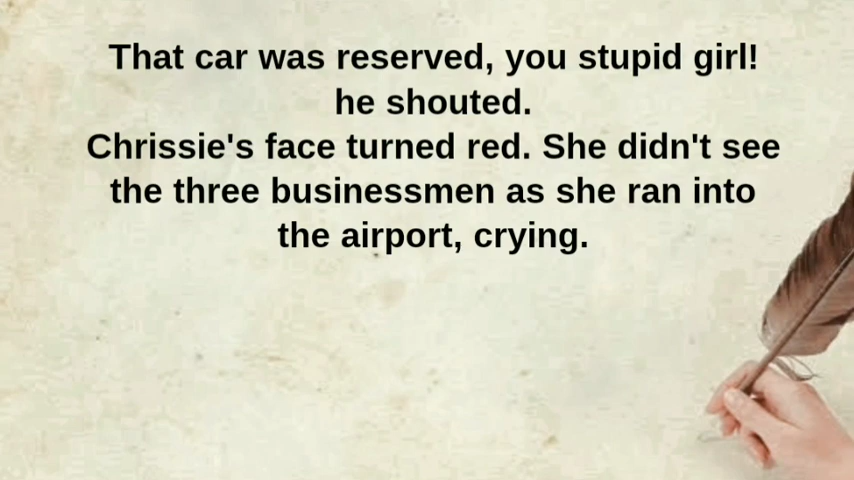 That car was reserved, you stupid girl!
he shouted.
Chrissie's face turned red. She didn't see
the three businessmen as she ran into
the airport, crying.